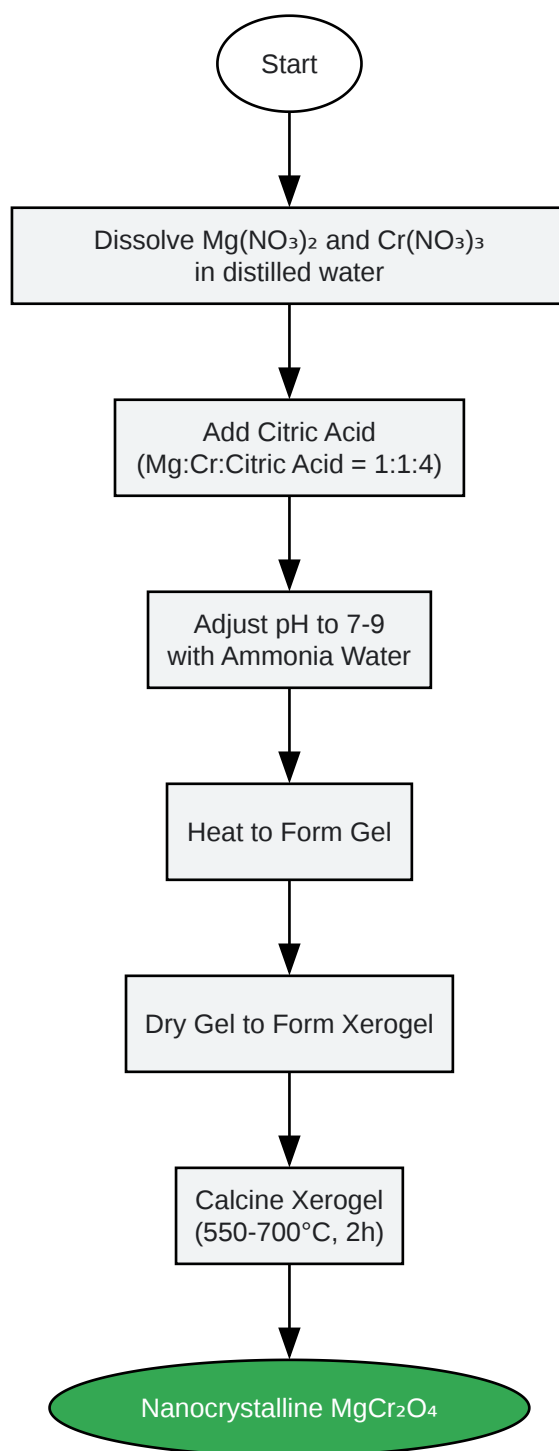 Start
Dissolve Mg(NO₃)₂ and Cr(NO₃)₃
in distilled water
Add Citric Acid
(Mg:Cr:Citric Acid = 1:1:4)
Adjust pH to 7-9
with Ammonia Water
Heat to Form Gel
Dry Gel to Form Xerogel
Calcine Xerogel
(550-700°C, 2h)
Nanocrystalline MgCr₂O₄